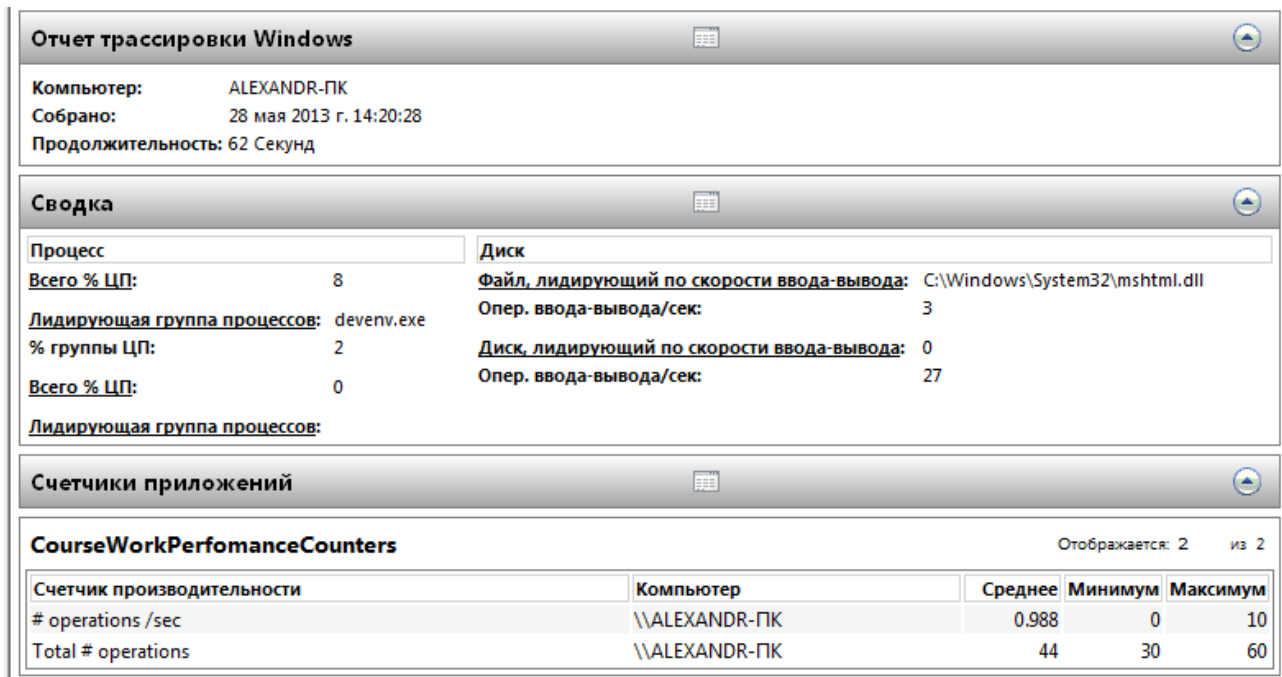 Отчет трассировки Windows
Компьютер: ALEXANDR-ПК
Собрано: 28 мая 2013 г. 14:20:28
Продолжительность: 62 Секунд
Сводка
Процесс
Всего % ЦП: 8
Лидирующая группа процессов: devenv.exe
% группы ЦП: 2
Всего % ЦП: 0
Лидирующая группа процессов:
Диск
Файл, лидирующий по скорости ввода-вывода: C:\Windows\System32\mshtml.dll
Опер. ввода-вывода/сек: 3
Диск, лидирующий по скорости ввода-вывода: 0
Опер. ввода-вывода/сек: 27
Счетчики приложений
CourseWorkPerfomanceCounters Отображается: 2 из 2
Счетчик производительности Компьютер Среднее Минимум Максимум
# operations /sec \\ALEXANDR-ПК 0.988 0 10
Total # operations \\ALEXANDR-ПК 44 30 60